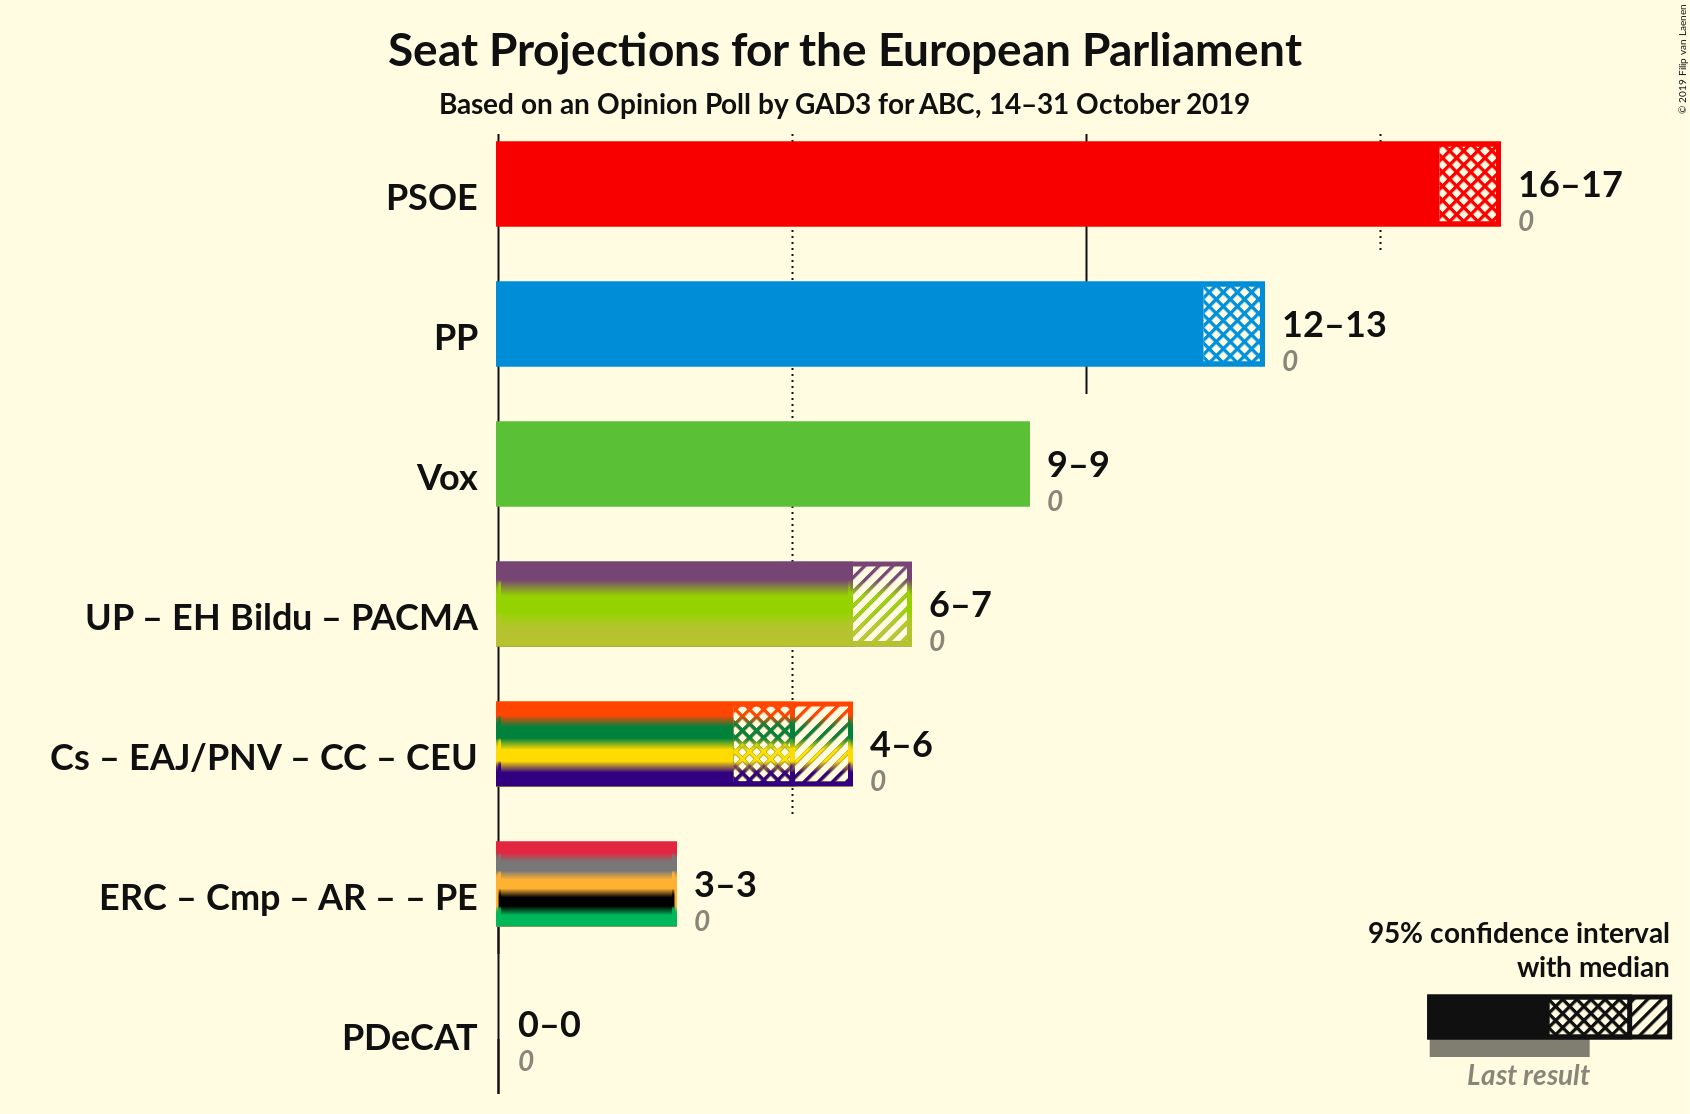 Seat Projections for the European Parliament
Based on an Opinion Poll by GAD3 for ABC, 14–31 October 2019
© 2019 Filip van Laenen
PSOE
16–17
0
PP
12–13
0
Vox
9–9
0
UP – EH Bildu – PACMA
6–7
0
Cs – EAJ/PNV – CC – CEU
4–6
0
ERC – Cmp – AR – – PE
3–3
0
PDeCAT
0–0
0
95% confidence interval
with median
Last result